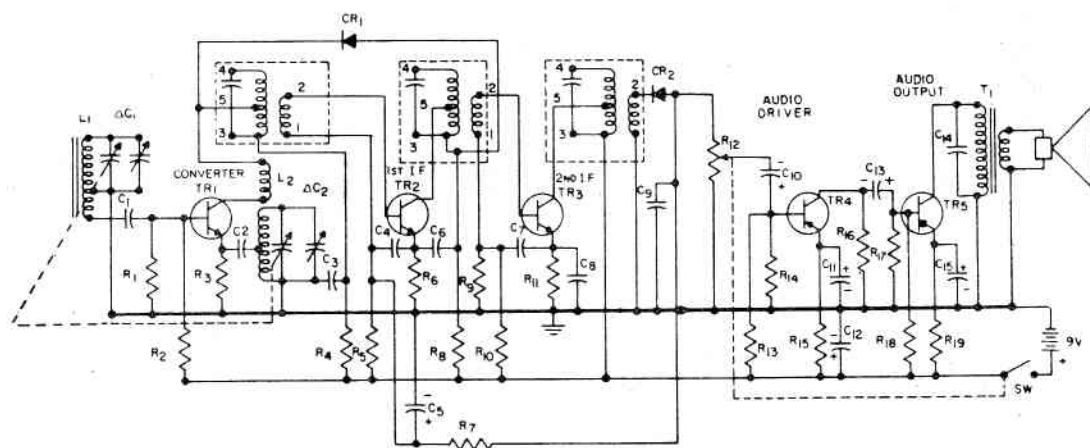 CR1
4
5
3
2
1
4
5
3
2
1
4
5
3
2
1
CR2
L1
ΔC1
CONVERTER
TR1
L2
ΔC2
1ST IF
TR2
2ND IF
TR3
R12
AUDIO
DRIVER
AUDIO
OUTPUT
T1
C14
C1
C2
C3
C4
C6
C7
C8
C9
- C10 +
TR4
- C13 +
TR5
R1
R3
R6
R9
R11
R14
C11 + -
R16
R17
C15 + -
R2
R4
R5
R8
R10
R13
R15
- C12 +
R18
R19
9V
+
SW
- C5 +
R7